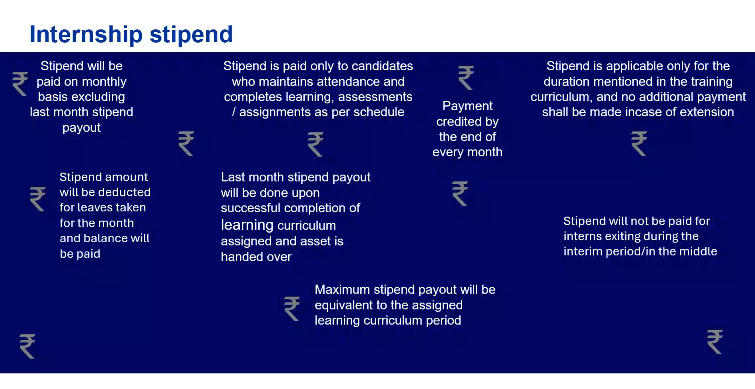 Internship stipend
Stipend will be
paid on monthly
basis excluding
last month stipend
payout
Stipend is paid only to candidates
who maintains attendance and
completes learning, assessments
/ assignments as per schedule
₹
Payment
credited by
the end of
every month
Stipend is applicable only for the
duration mentioned in the training
curriculum, and no additional payment
shall be made incase of extension
₹
₹
₹
₹
₹
Stipend amount
will be deducted
for leaves taken
for the month
and balance will
be paid
Last month stipend payout
will be done upon
successful completion of
learning curriculum
assigned and asset is
handed over
₹
Stipend will not be paid for
interns exiting during the
interim period/in the middle
₹
Maximum stipend payout will be
equivalent to the assigned
learning curriculum period
₹
₹